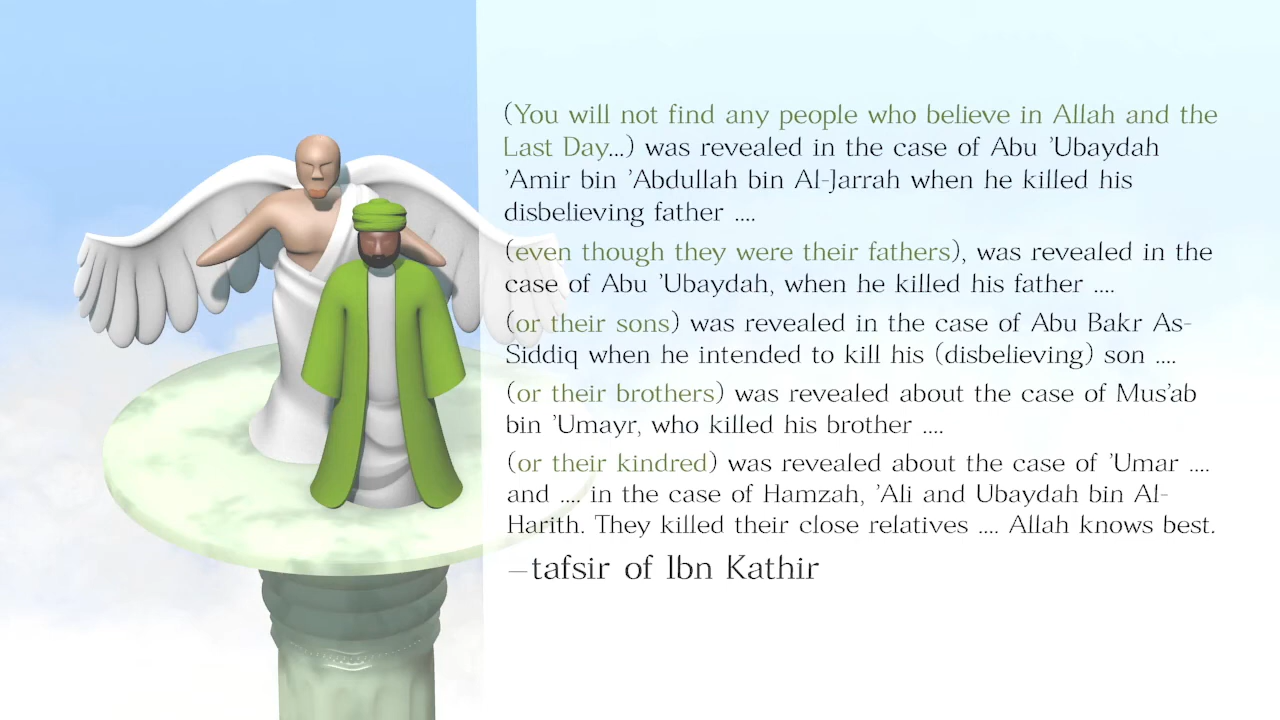 (You will not find any people who believe in Allah and the
Last Day...) was revealed in the case of Abu 'Ubaydah
'Amir bin 'Abdullah bin Al-Jarrah when he killed his
disbelieving father ....
(even though they were their fathers), was revealed in the
case of Abu 'Ubaydah, when he killed his father ....
(or their sons) was revealed in the case of Abu Bakr As-
Siddiq when he intended to kill his (disbelieving) son ....
(or their brothers) was revealed about the case of Mus'ab
bin 'Umayr, who killed his brother ....
(or their kindred) was revealed about the case of 'Umar ....
and .... in the case of Hamzah, 'Ali and Ubaydah bin Al-
Harith. They killed their close relatives .... Allah knows best.
—tafsir of Ibn Kathir